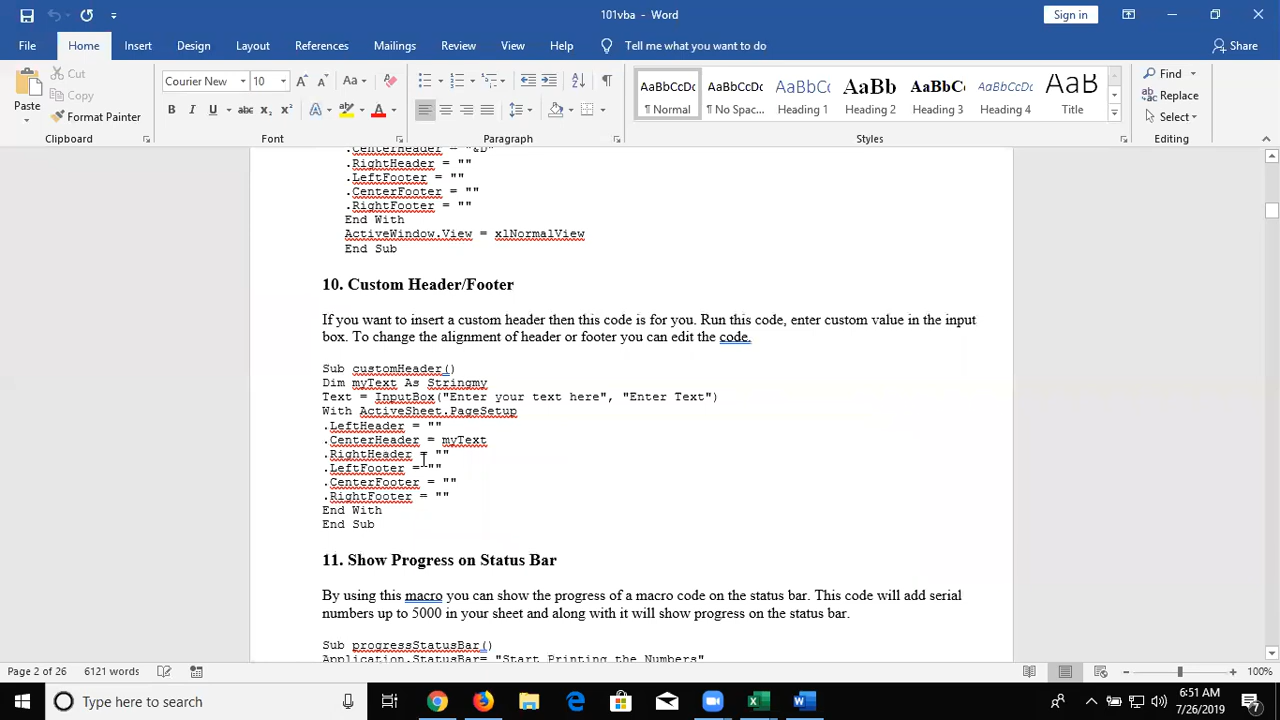 101vba - Word
Sign in
File Home Insert Design Layout References Mailings Review View Help Tell me what you want to do Share
Paste
Cut
Copy
Format Painter
Clipboard
Courier New 10
Font
Paragraph
AaBbCcDc AaBbCcDc AaBbCc AaBb AaBbCcD AaBbCcDc AaB
¶ Normal ¶ No Spac... Heading 1 Heading 2 Heading 3 Heading 4 Title
Styles
Find
Replace
Select
Editing
.CenterHeader = "&D"
.RightHeader = ""
.LeftFooter = ""
.CenterFooter = ""
.RightFooter = ""
End With
ActiveWindow.View = xlNormalView
End Sub
10. Custom Header/Footer
If you want to insert a custom header then this code is for you. Run this code, enter custom value in the input
box. To change the alignment of header or footer you can edit the code.
Sub customHeader()
Dim myText As Stringmy
Text = InputBox("Enter your text here", "Enter Text")
With ActiveSheet.PageSetup
.LeftHeader = ""
.CenterHeader = myText
.RightHeader = ""
.LeftFooter = ""
.CenterFooter = ""
.RightFooter = ""
End With
End Sub
11. Show Progress on Status Bar
By using this macro you can show the progress of a macro code on the status bar. This code will add serial
numbers up to 5000 in your sheet and along with it will show progress on the status bar.
Sub progressStatusBar()
Application.StatusBar= "Start Printing the Numbers"
Page 2 of 26 6121 words 100%
Type here to search
6:51 AM
7/26/2019
7